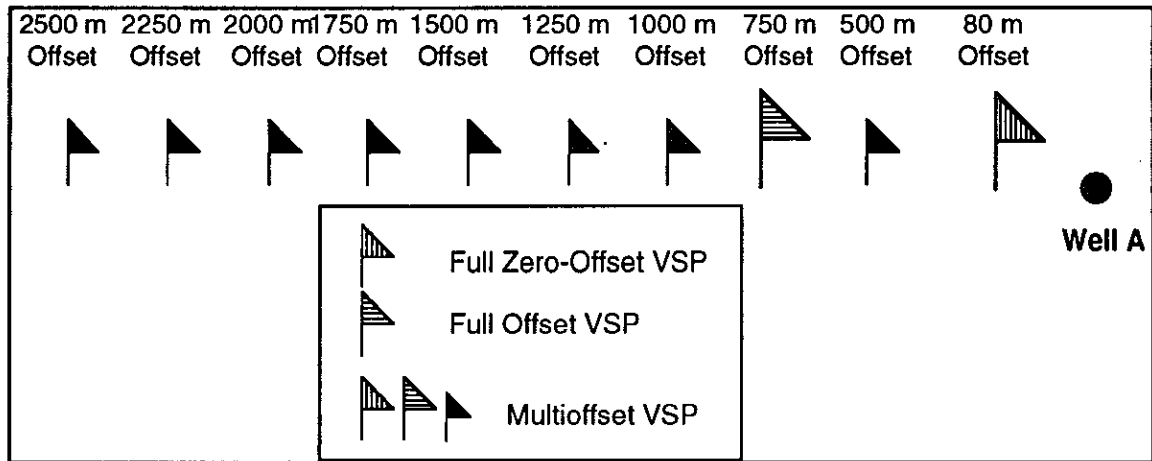 2500 m 2250 m 2000 m 1750 m 1500 m 1250 m 1000 m 750 m 500 m 80 m
Offset Offset Offset Offset Offset Offset Offset Offset Offset Offset
Well A
Full Zero-Offset VSP
Full Offset VSP
Multioffset VSP